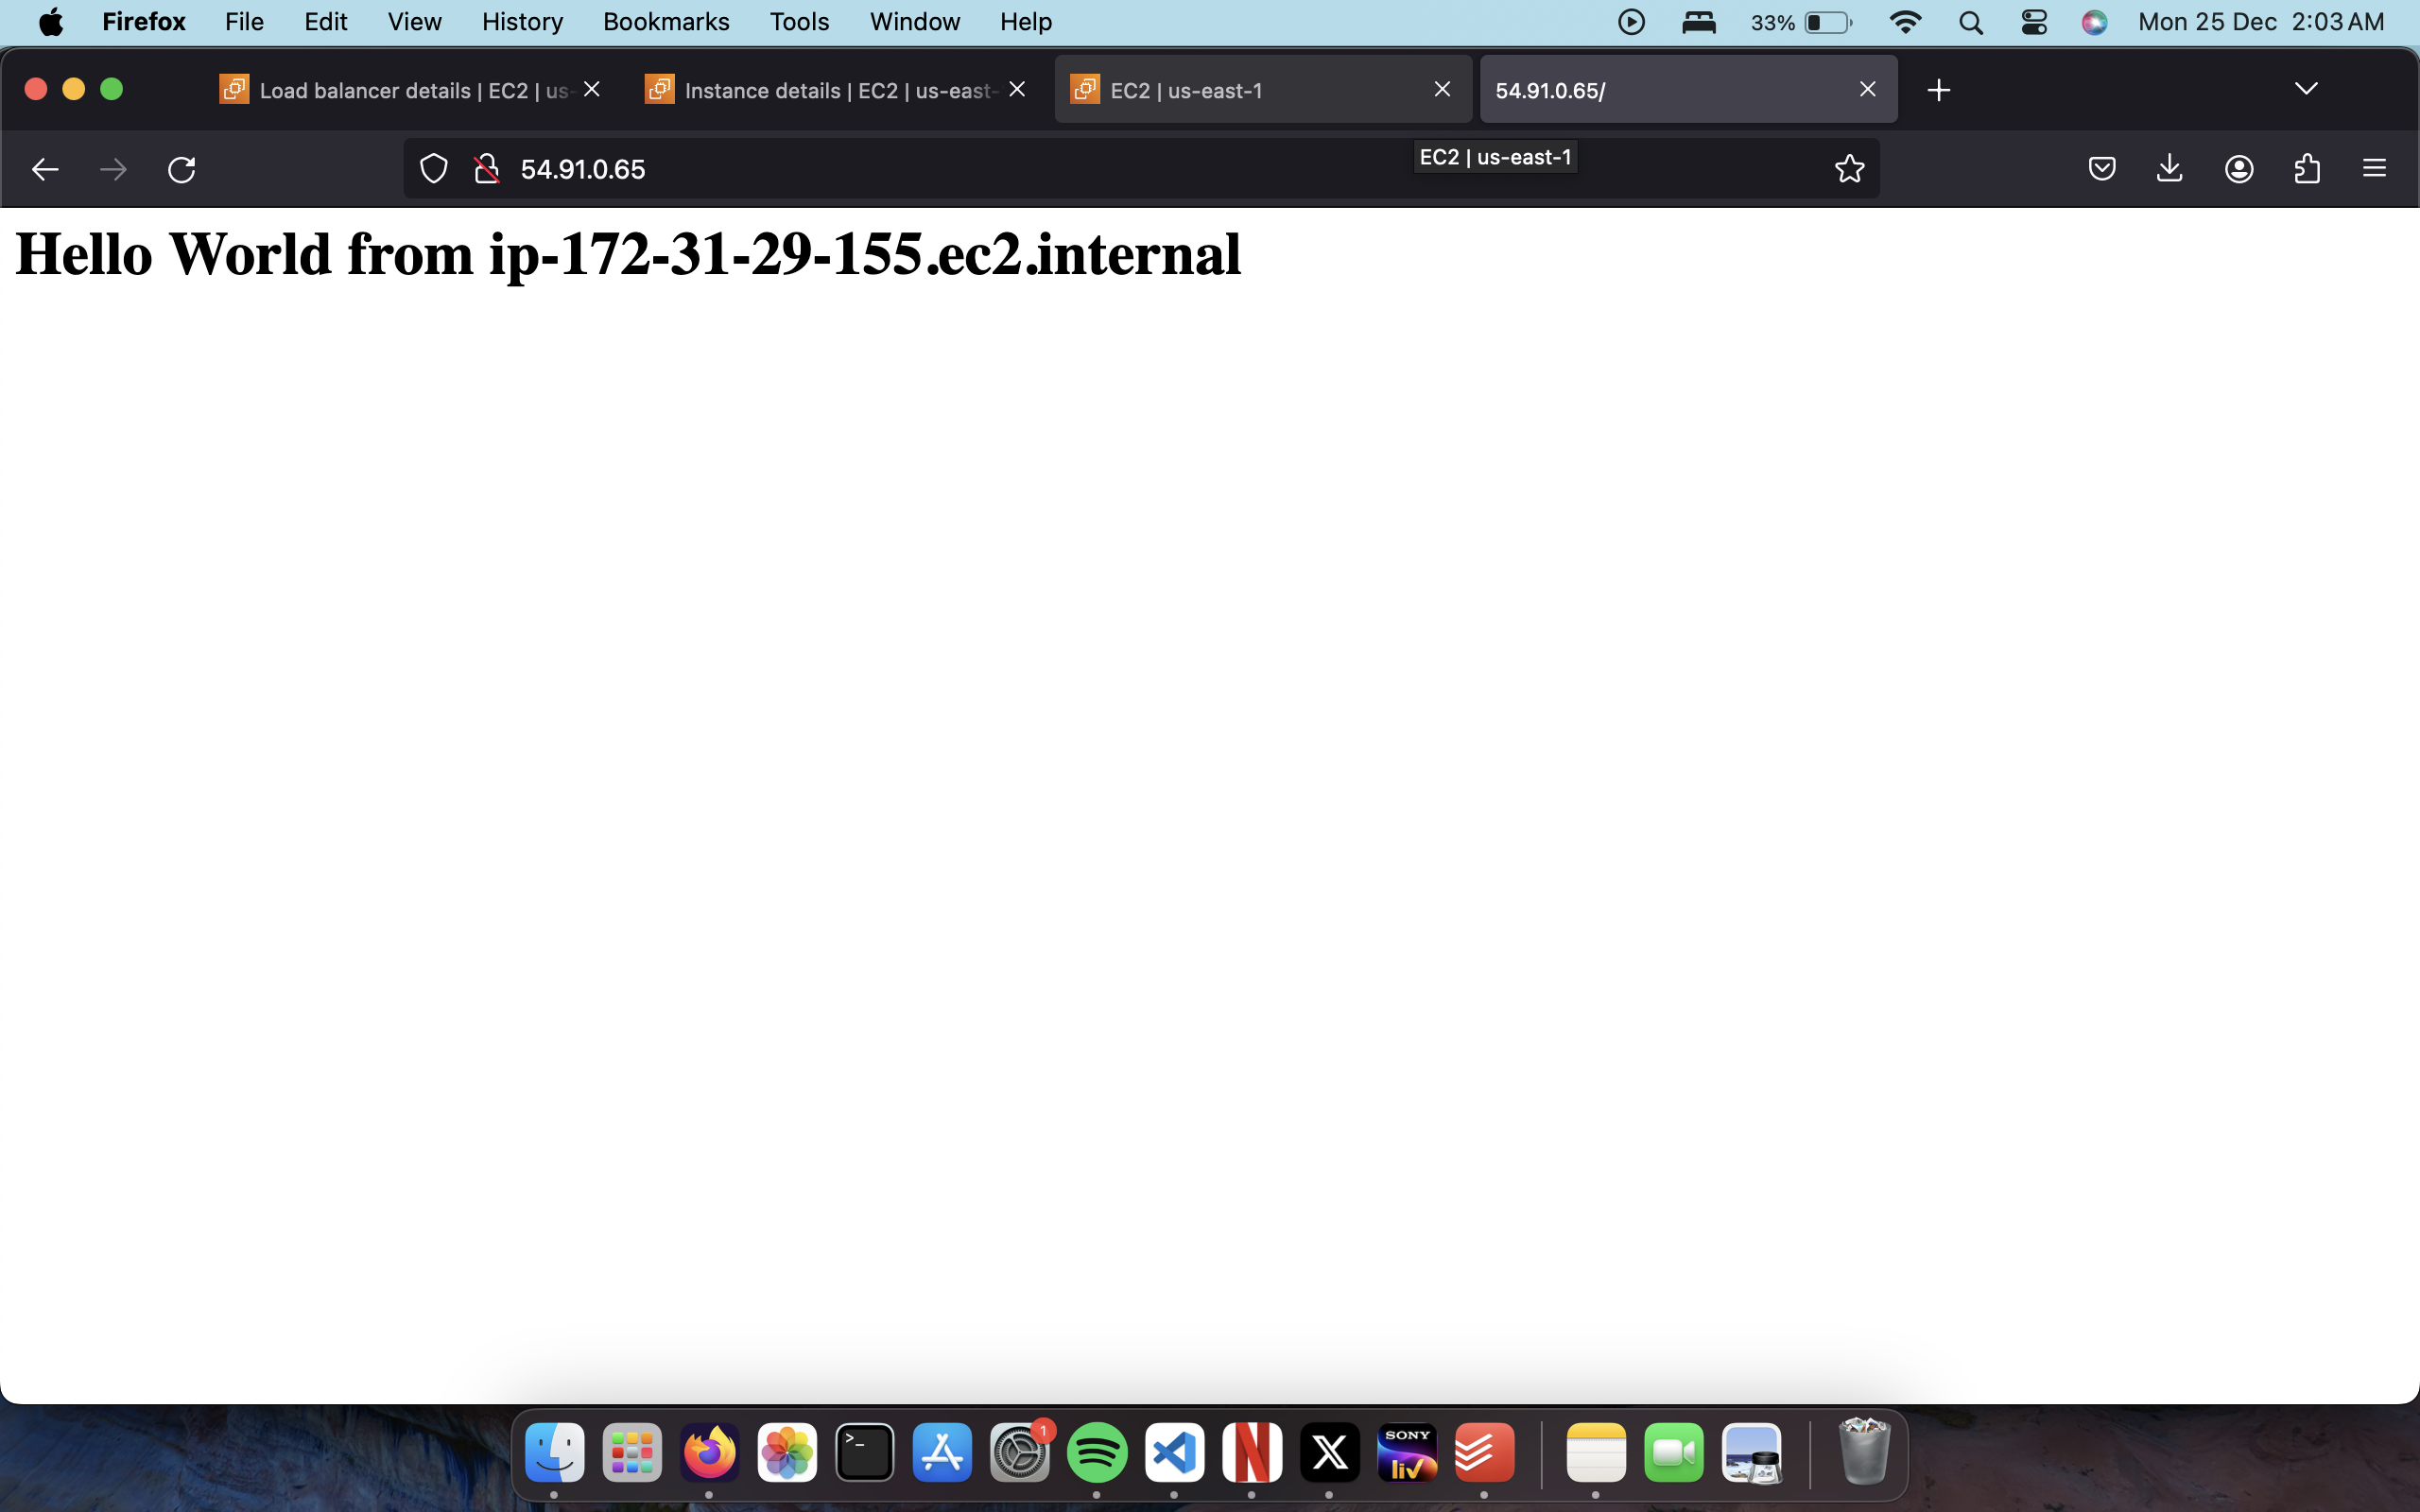 Firefox File Edit View History Bookmarks Tools Window Help 33% Mon 25 Dec 2:03 AM
Load balancer details | EC2 | us- Instance details | EC2 | us-east- EC2 | us-east-1 54.91.0.65/
54.91.0.65
EC2 | us-east-1
Hello World from ip-172-31-29-155.ec2.internal
1
SONY
liv